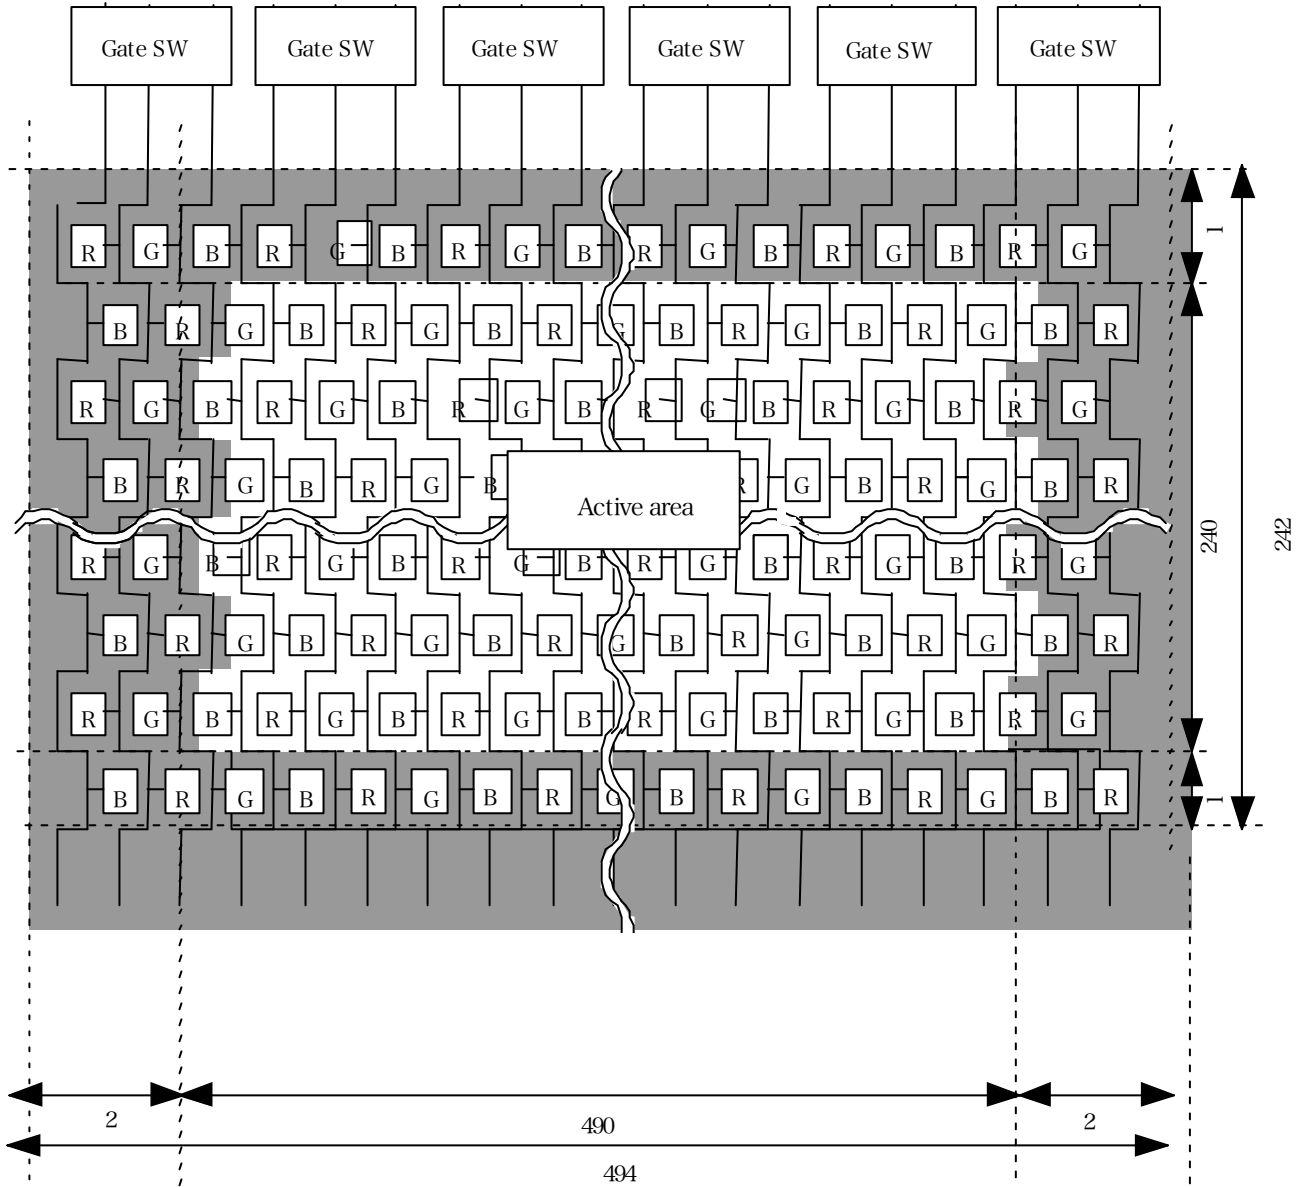 Gate SW Gate SW Gate SW Gate SW Gate SW Gate SW
R G B R G B R G B R G B R G B R G
1
B R G B R G B R G B R G B R G B R
R G B R G B R G B R G B R G B R G
B R G B R G B R G B R G B R
Active area
240
242
R G B R G B R G B R G B R G B R G
B R G B R G B R G B R G B R G B R
R G B R G B R G B R G B R G B R G
B R G B R G B R G B R G B R G B R
1
2 490 2
494